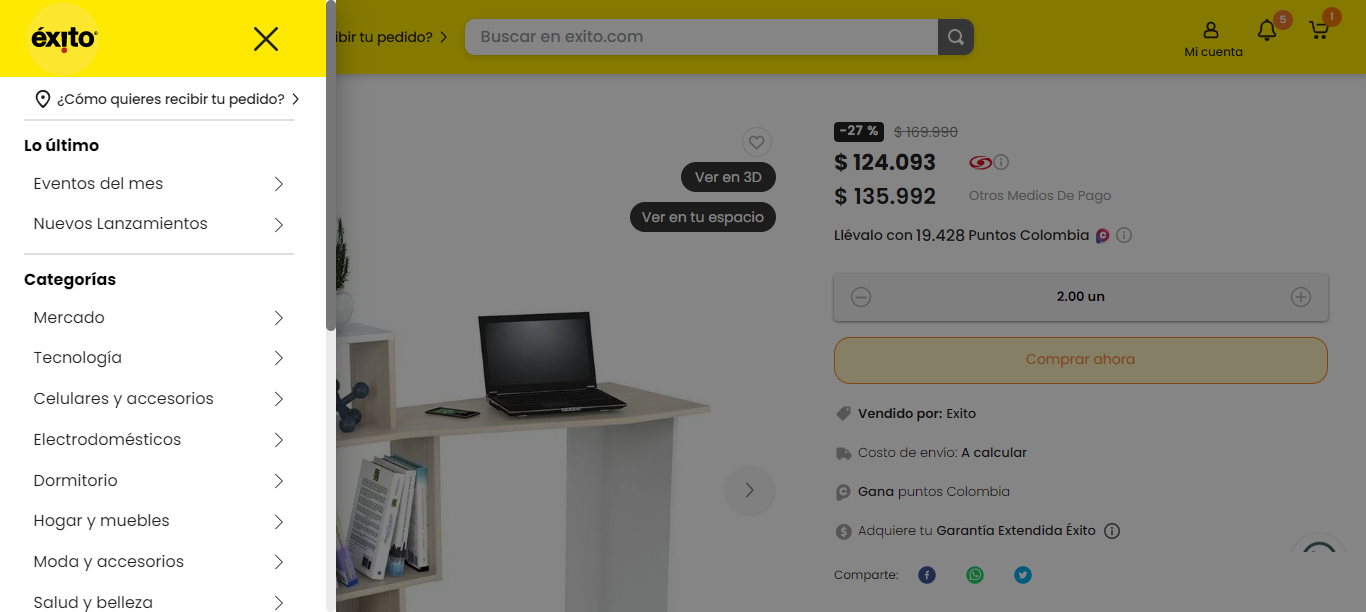 éxito
¿Cómo quieres recibir tu pedido?
Lo último
Eventos del mes
Nuevos Lanzamientos
Categorías
Mercado
Tecnología
Celulares y accesorios
Electrodomésticos
Dormitorio
Hogar y muebles
Moda y accesorios
Salud y belleza
ibir tu pedido?
Buscar en exito.com
Mi cuenta
5
1
Ver en 3D
Ver en tu espacio
-27 %
$ 169.990
$ 124.093
$ 135.992
Otros Medios De Pago
Llévalo con 19.428 Puntos Colombia
2.00 un
Comprar ahora
Vendido por: Exito
Costo de envío: A calcular
Gana puntos Colombia
Adquiere tu Garantía Extendida Éxito
Comparte: